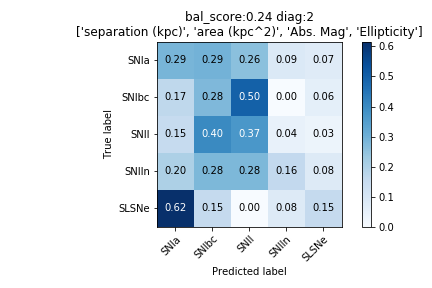 bal_score:0.24 diag:2
['separation (kpc)', 'area (kpc^2)', 'Abs. Mag', 'Ellipticity']
SNIa 0.29 0.29 0.26 0.09 0.07
SNIbc 0.17 0.28 0.50 0.00 0.06
SNII 0.15 0.40 0.37 0.04 0.03
SNIIn 0.20 0.28 0.28 0.16 0.08
SLSNe 0.62 0.15 0.00 0.08 0.15
True label
SNIa SNIbc SNII SNIIn SLSNe
Predicted label
0.6
0.5
0.4
0.3
0.2
0.1
0.0